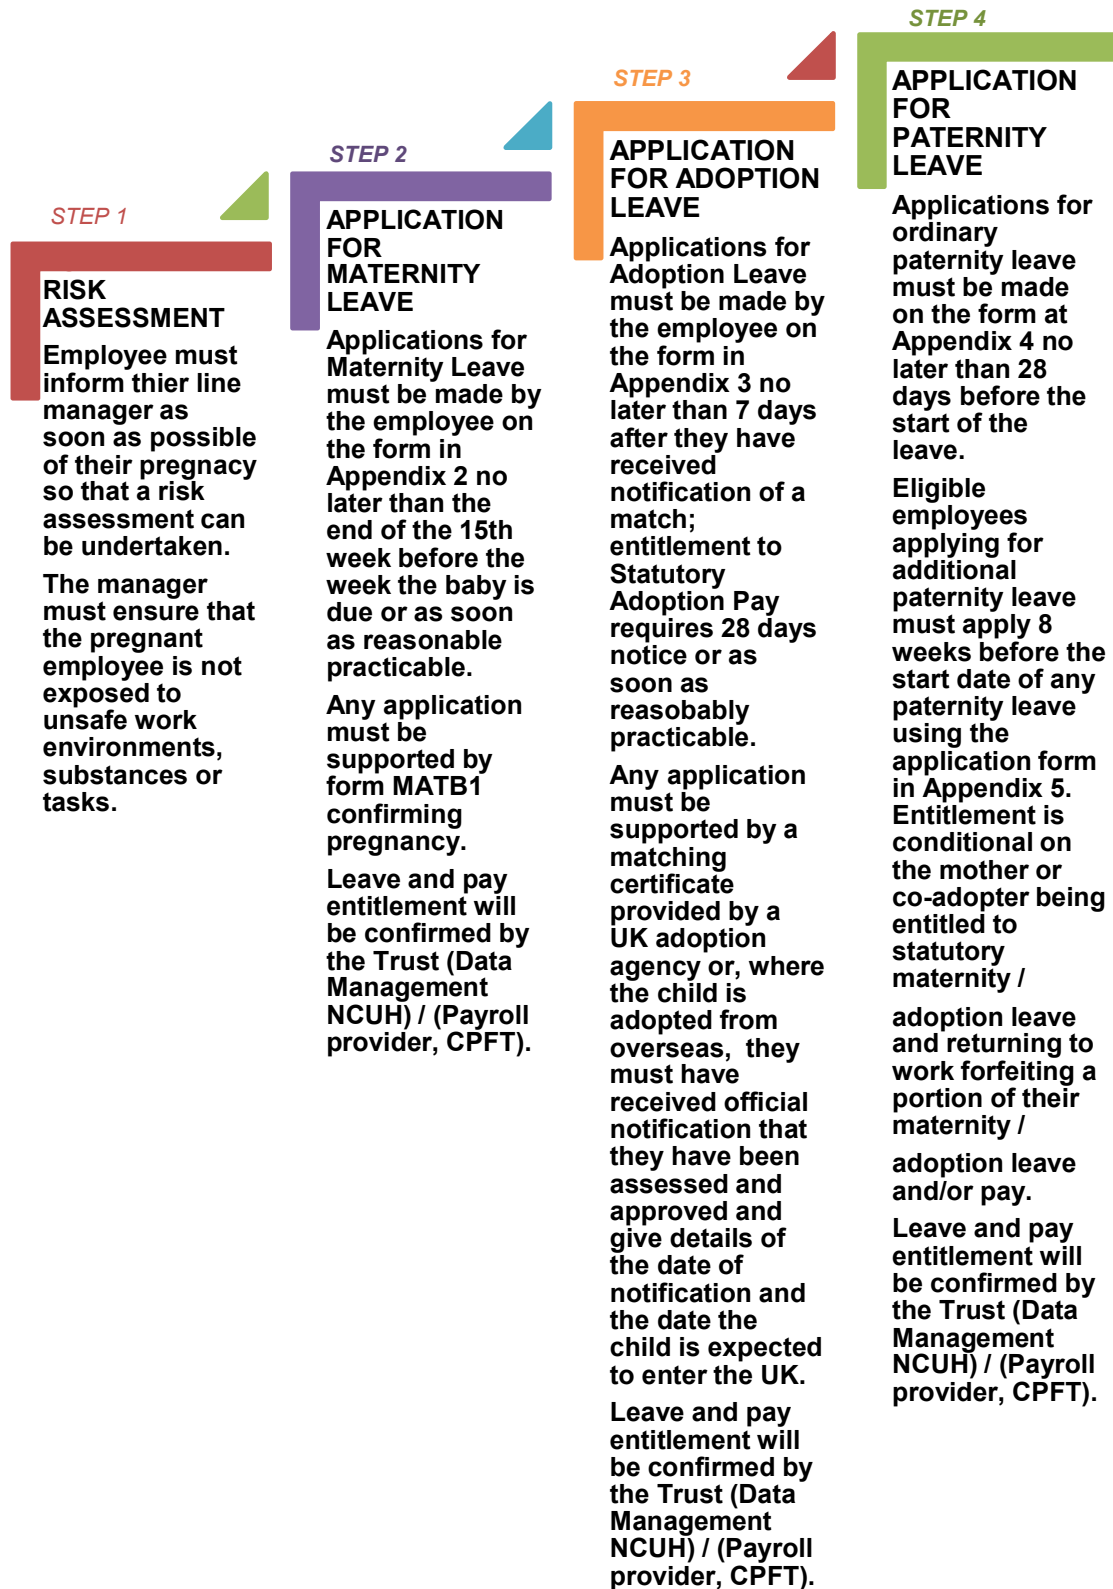 STEP 1
RISK
ASSESSMENT
Employee must
inform thier line
manager as
soon as possible
of their pregnacy
so that a risk
assessment can
be undertaken.
The manager
must ensure that
the pregnant
employee is not
exposed to
unsafe work
environments,
substances or
tasks.
STEP 2
APPLICATION
FOR
MATERNITY
LEAVE
Applications for
Maternity Leave
must be made by
the employee on
the form in
Appendix 2 no
later than the
end of the 15th
week before the
week the baby is
due or as soon
as reasonable
practicable.
Any application
must be
supported by
form MATB1
confirming
pregnancy.
Leave and pay
entitlement will
be confirmed by
the Trust (Data
Management
NCUH) / (Payroll
provider, CPFT).
STEP 3
APPLICATION
FOR ADOPTION
LEAVE
Applications for
Adoption Leave
must be made by
the employee on
the form in
Appendix 3 no
later than 7 days
after they have
received
notification of a
match;
entitlement to
Statutory
Adoption Pay
requires 28 days
notice or as
soon as
reasobably
practicable.
Any application
must be
supported by a
matching
certificate
provided by a
UK adoption
agency or, where
the child is
adopted from
overseas, they
must have
received official
notification that
they have been
assessed and
approved and
give details of
the date of
notification and
the date the
child is expected
to enter the UK.
Leave and pay
entitlement will
be confirmed by
the Trust (Data
Management
NCUH) / (Payroll
provider, CPFT).
STEP 4
APPLICATION
FOR
PATERNITY
LEAVE
Applications for
ordinary
paternity leave
must be made
on the form at
Appendix 4 no
later than 28
days before the
start of the
leave.
Eligible
employees
applying for
additional
paternity leave
must apply 8
weeks before the
start date of any
paternity leave
using the
application form
in Appendix 5.
Entitlement is
conditional on
the mother or
co-adopter being
entitled to
statutory
maternity /
adoption leave
and returning to
work forfeiting a
portion of their
maternity /
adoption leave
and/or pay.
Leave and pay
entitlement will
be confirmed by
the Trust (Data
Management
NCUH) / (Payroll
provider, CPFT).